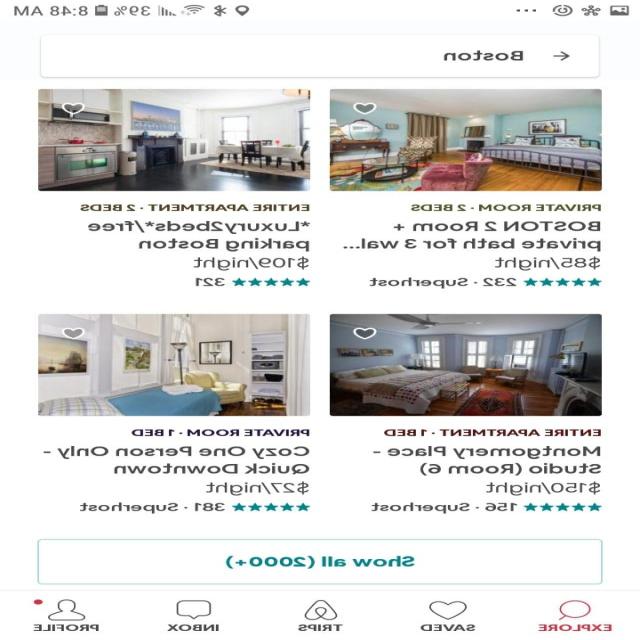 8:48 AM
39%
Boston
PRIVATE ROOM · 2 BEDS
BOSTON 2 Room +
private bath for 3 wal...
$85/night
232 · Superhost
ENTIRE APARTMENT · 2 BEDS
*Luxury2beds*/free
parking Boston
$109/night
321
ENTIRE APARTMENT · 1 BED
Montgomery Place -
Studio (Room 6)
$150/night
156 · Superhost
PRIVATE ROOM · 1 BED
Cozy One Person Only -
Quick Downtown
$27/night
381 · Superhost
Show all (2000+)
EXPLORE
SAVED
TRIPS
INBOX
PROFILE